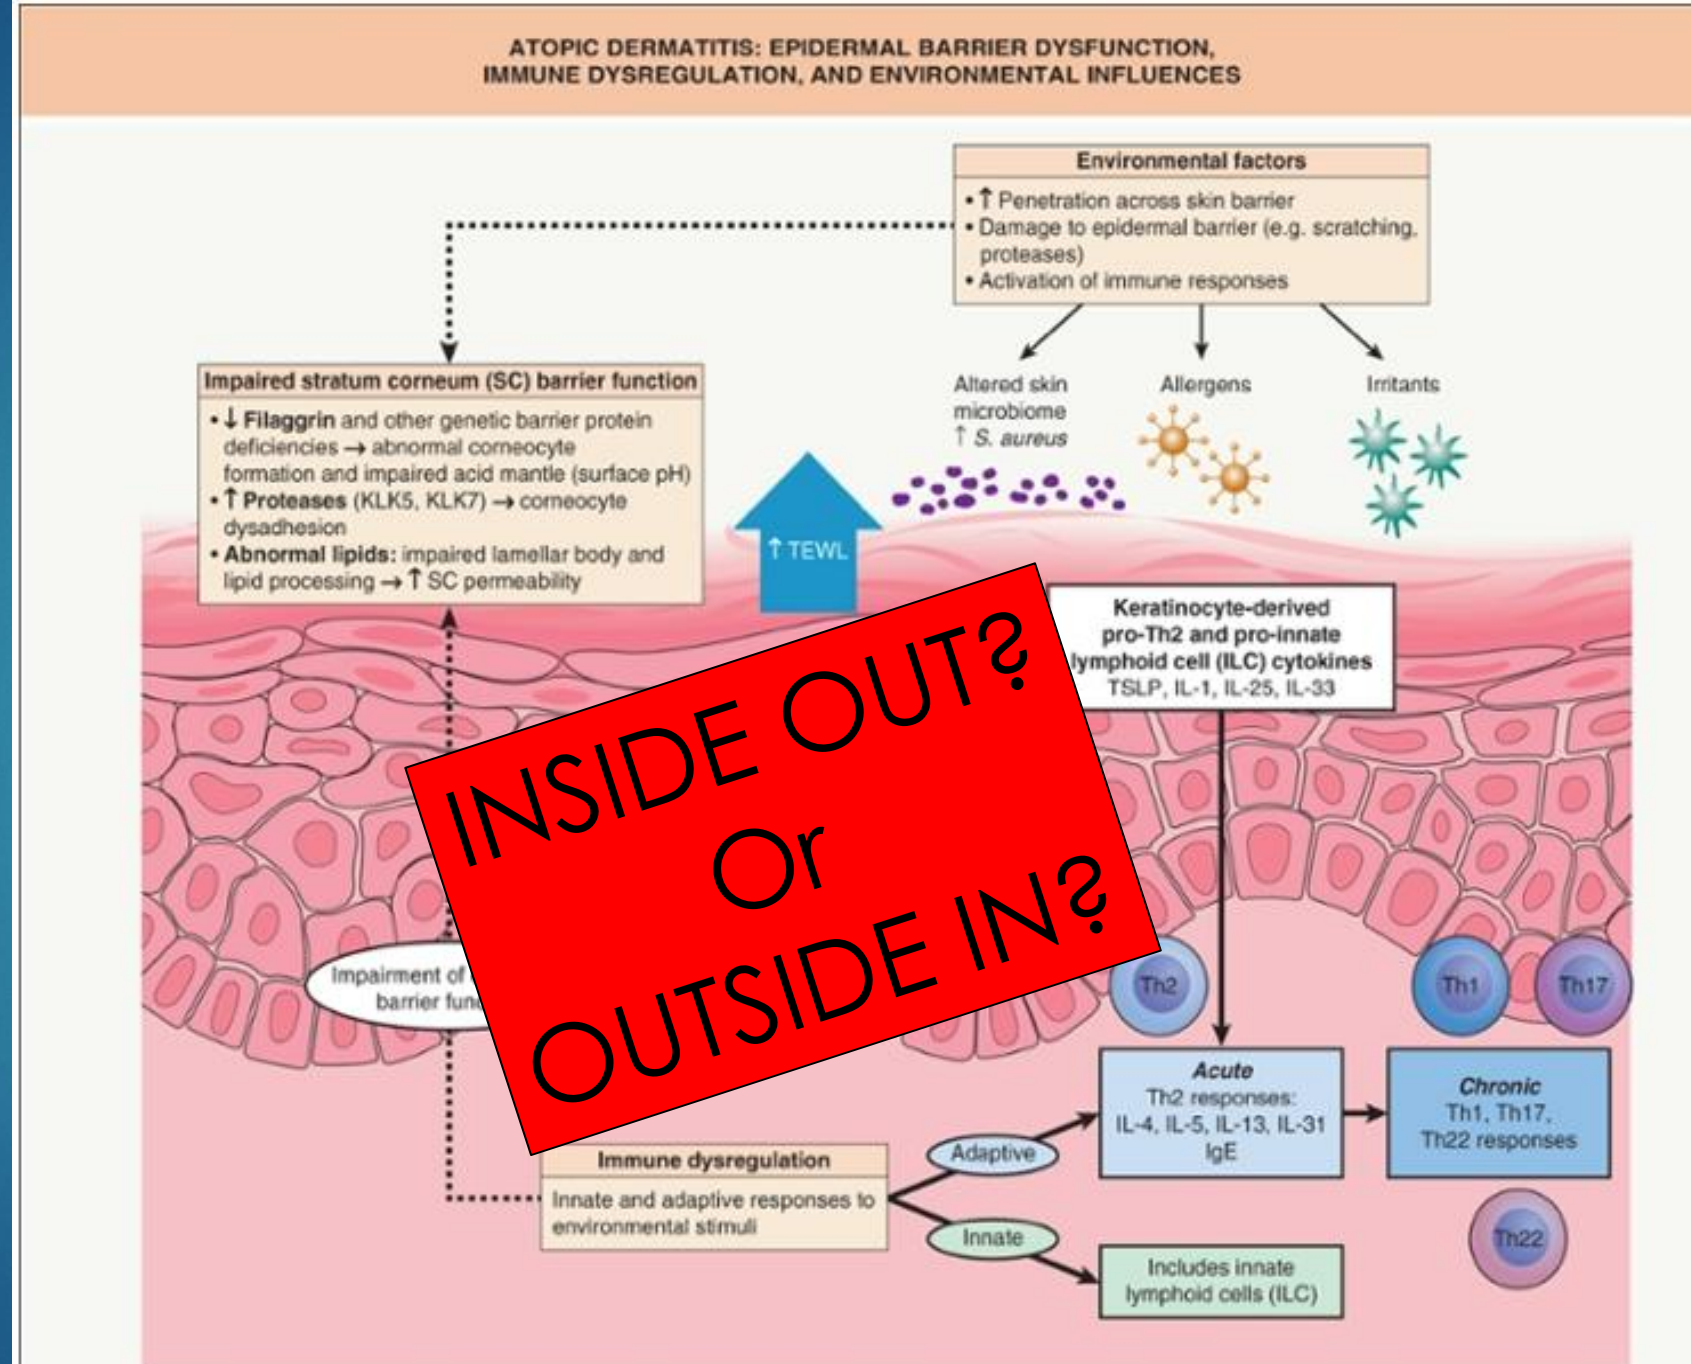 ATOPIC DERMATITIS: EPIDERMAL BARRIER DYSFUNCTION,
IMMUNE DYSREGULATION, AND ENVIRONMENTAL INFLUENCES
Environmental factors
• ↑ Penetration across skin barrier
• Damage to epidermal barrier (e.g. scratching,
proteases)
• Activation of immune responses
Impaired stratum corneum (SC) barrier function
• ↓ Filaggrin and other genetic barrier protein
deficiencies → abnormal corneocyte
formation and impaired acid mantle (surface pH)
• ↑ Proteases (KLK5, KLK7) → corneocyte
dysadhesion
• Abnormal lipids: impaired lamellar body and
lipid processing → ↑ SC permeability
Altered skin
microbiome
↑ S. aureus
Allergens
Irritants
↑ TEWL
Keratinocyte-derived
pro-Th2 and pro-innate
lymphoid cell (ILC) cytokines
TSLP, IL-1, IL-25, IL-33
INSIDE OUT?
Or
OUTSIDE IN?
Impairment of
barrier
Th2
Th1
Th17
Acute
Th2 responses:
IL-4, IL-5, IL-13, IL-31
IgE
Chronic
Th1, Th17,
Th22 responses
Immune dysregulation
Innate and adaptive responses to
environmental stimuli
Adaptive
Innate
Includes innate
lymphoid cells (ILC)
Th22